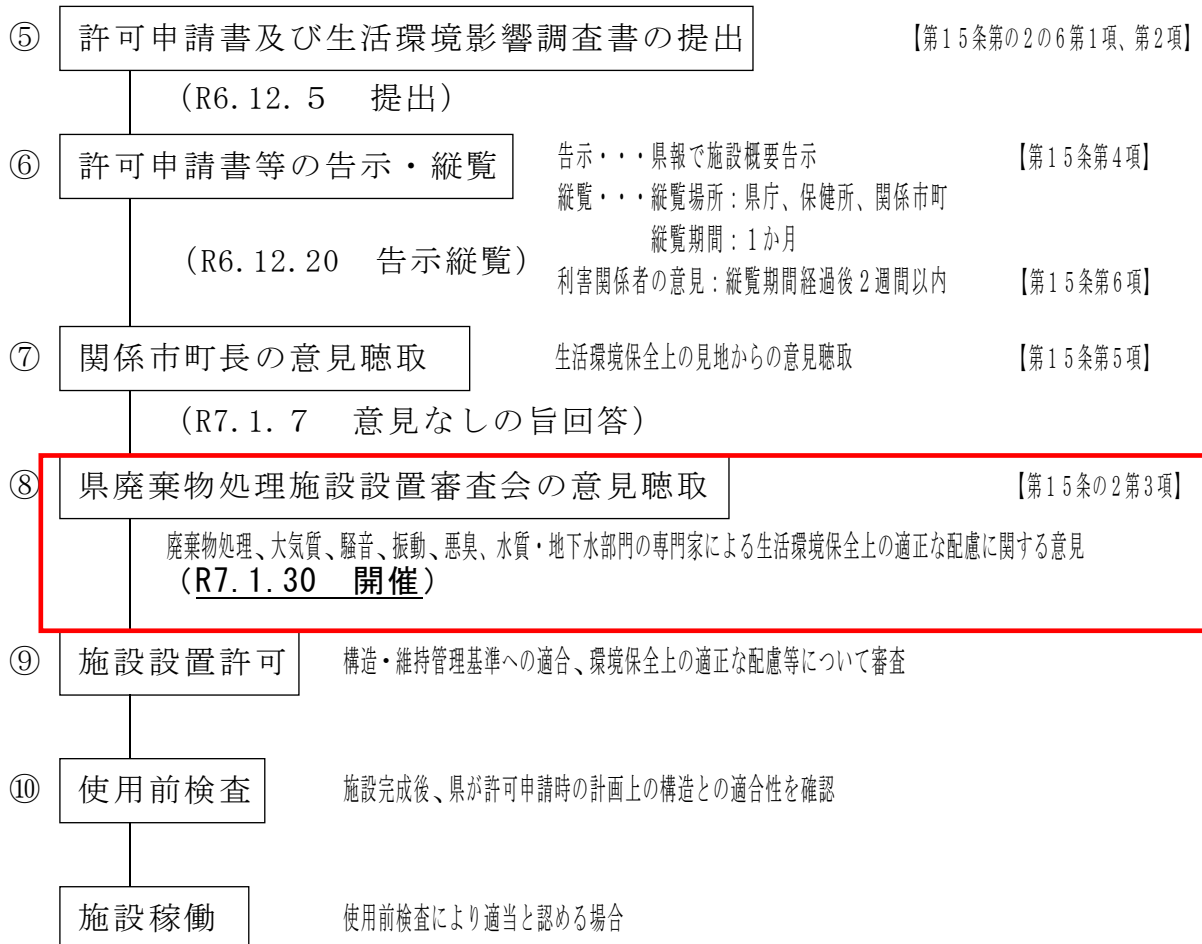 ⑤ 許可申請書及び生活環境影響調査書の提出 【第15条第の2の6第1項、第2項】
(R6.12.5 提出)
⑥ 許可申請書等の告示・縦覧 告示・・・県報で施設概要告示 【第15条第4項】
縦覧・・・縦覧場所：県庁、保健所、関係市町
縦覧期間：1か月
(R6.12.20 告示縦覧)
利害関係者の意見：縦覧期間経過後2週間以内 【第15条第6項】
⑦ 関係市町長の意見聴取 生活環境保全上の見地からの意見聴取 【第15条第5項】
(R7.1.7 意見なしの旨回答)
⑧ 県廃棄物処理施設設置審査会の意見聴取 【第15条の2第3項】
廃棄物処理、大気質、騒音、振動、悪臭、水質・地下水部門の専門家による生活環境保全上の適正な配慮に関する意見
(R7.1.30 開催)
⑨ 施設設置許可 構造・維持管理基準への適合、環境保全上の適正な配慮等について審査
⑩ 使用前検査 施設完成後、県が許可申請時の計画上の構造との適合性を確認
施設稼働 使用前検査により適当と認める場合